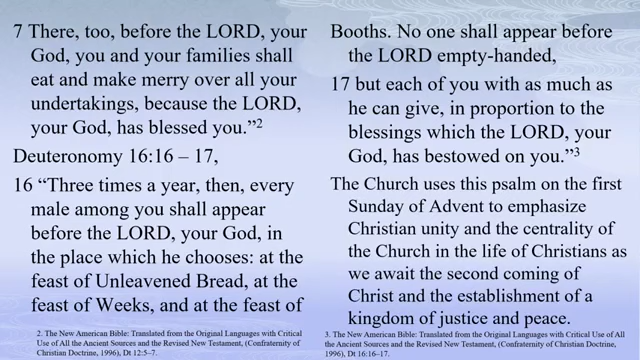 7 There, too, before the LORD, your
God, you and your families shall
eat and make merry over all your
undertakings, because the LORD,
your God, has blessed you.”2
Deuteronomy 16:16 – 17,
16 “Three times a year, then, every
male among you shall appear
before the LORD, your God, in
the place which he chooses: at the
feast of Unleavened Bread, at the
feast of Weeks, and at the feast of
2. The New American Bible: Translated from the Original Languages with Critical
Use of All the Ancient Sources and the Revised New Testament, (Confraternity of
Christian Doctrine, 1996), Dt 12:5–7.
Booths. No one shall appear before
the LORD empty-handed,
17 but each of you with as much as
he can give, in proportion to the
blessings which the LORD, your
God, has bestowed on you.”3
The Church uses this psalm on the first
Sunday of Advent to emphasize
Christian unity and the centrality of
the Church in the life of Christians as
we await the second coming of
Christ and the establishment of a
kingdom of justice and peace.
3. The New American Bible: Translated from the Original Languages with Critical Use of All
the Ancient Sources and the Revised New Testament, (Confraternity of Christian Doctrine,
1996), Dt 16:16–17.